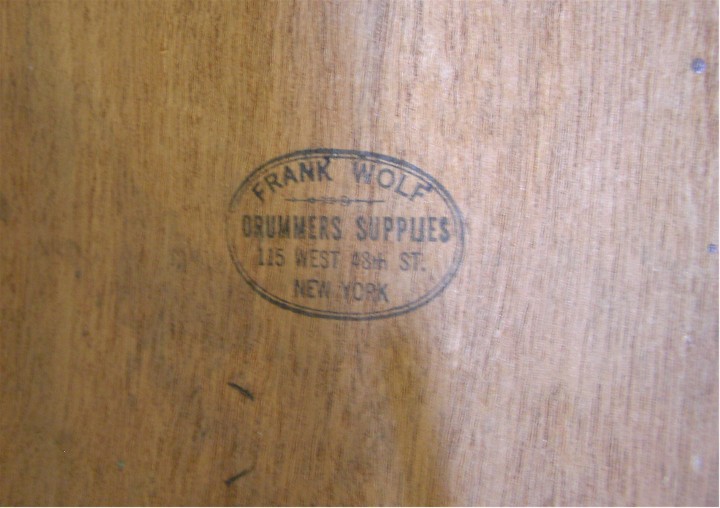 FRANK WOLF
DRUMMERS SUPPLIES
115 WEST 48th ST.
NEW YORK